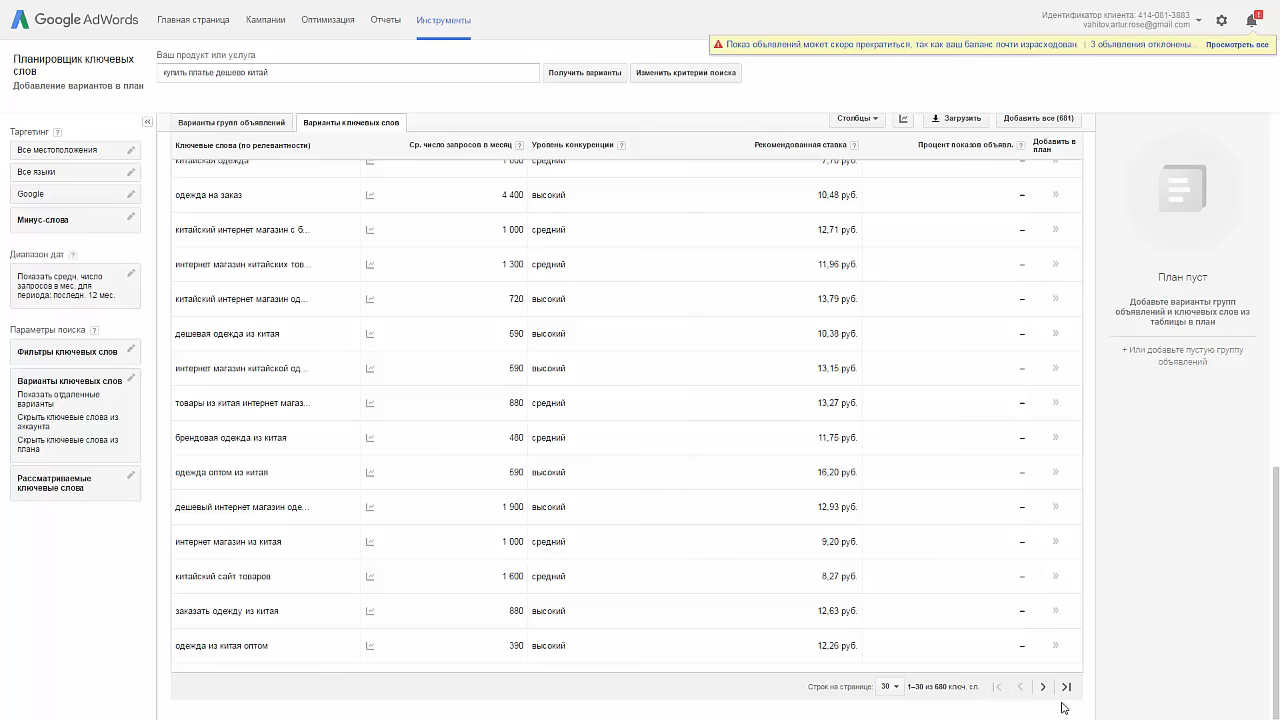 Google AdWords
Главная страница
Кампании
Оптимизация
Отчеты
Инструменты
Идентификатор клиента: 414-081-3883
vahitov.artur.rose@gmail.com
Показ объявлений может скоро прекратиться, так как ваш баланс почти израсходован. | 3 объявления отклонены... Просмотреть все
Планировщик ключевых
слов
Добавление вариантов в план
Ваш продукт или услуга
купить платье дешево китай
Получить варианты
Изменить критерии поиска
Таргетинг ?
Все местоположения
Все языки
Google
Минус-слова
Диапазон дат ?
Показать средн. число
запросов в мес. для
периода: последн. 12 мес.
Параметры поиска ?
Фильтры ключевых слов
Варианты ключевых слов
Показать отдаленные
варианты
Скрыть ключевые слова из
аккаунта
Скрыть ключевые слова из
плана
Рассматриваемые
ключевые слова
Варианты групп объявлений
Варианты ключевых слов
Столбцы
Загрузить
Добавить все (681)
Ключевые слова (по релевантности) Ср. число запросов в месяц ? Уровень конкуренции ? Рекомендованная ставка ? Процент показов объявл. ? Добавить в
план
китайская одежда 1 000 средний 7,70 руб. –
одежда на заказ 4 400 высокий 10,48 руб. –
китайский интернет магазин с б... 1 000 средний 12,71 руб. –
интернет магазин китайских тов... 1 300 средний 11,96 руб. –
китайский интернет магазин од... 720 высокий 13,79 руб. –
дешевая одежда из китая 590 высокий 10,38 руб. –
интернет магазин китайской од... 590 высокий 13,15 руб. –
товары из китая интернет магаз... 880 средний 13,27 руб. –
брендовая одежда из китая 480 средний 11,75 руб. –
одежда оптом из китая 590 высокий 16,20 руб. –
дешевый интернет магазин оде... 1 900 высокий 12,93 руб. –
интернет магазин из китая 1 000 средний 9,20 руб. –
китайский сайт товаров 1 600 средний 8,27 руб. –
заказать одежду из китая 880 высокий 12,63 руб. –
одежда из китая оптом 390 высокий 12,26 руб. –
Строк на странице: 30 1–30 из 680 ключ. сл.
План пуст
Добавьте варианты групп
объявлений и ключевых слов из
таблицы в план
+ Или добавьте пустую группу
объявлений